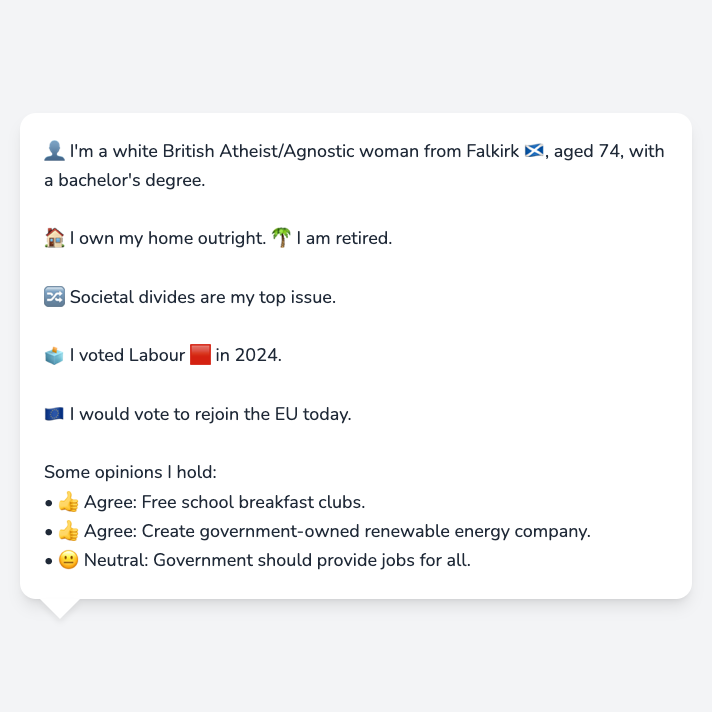 👤 I'm a white British Atheist/Agnostic woman from Falkirk 🏴󠁧󠁢󠁳󠁣󠁴󠁿, aged 74, with
a bachelor's degree.
🏠 I own my home outright. 🌴 I am retired.
🔀 Societal divides are my top issue.
🗳️ I voted Labour 🟥 in 2024.
🇪🇺 I would vote to rejoin the EU today.
Some opinions I hold:
• 👍 Agree: Free school breakfast clubs.
• 👍 Agree: Create government-owned renewable energy company.
• 😐 Neutral: Government should provide jobs for all.